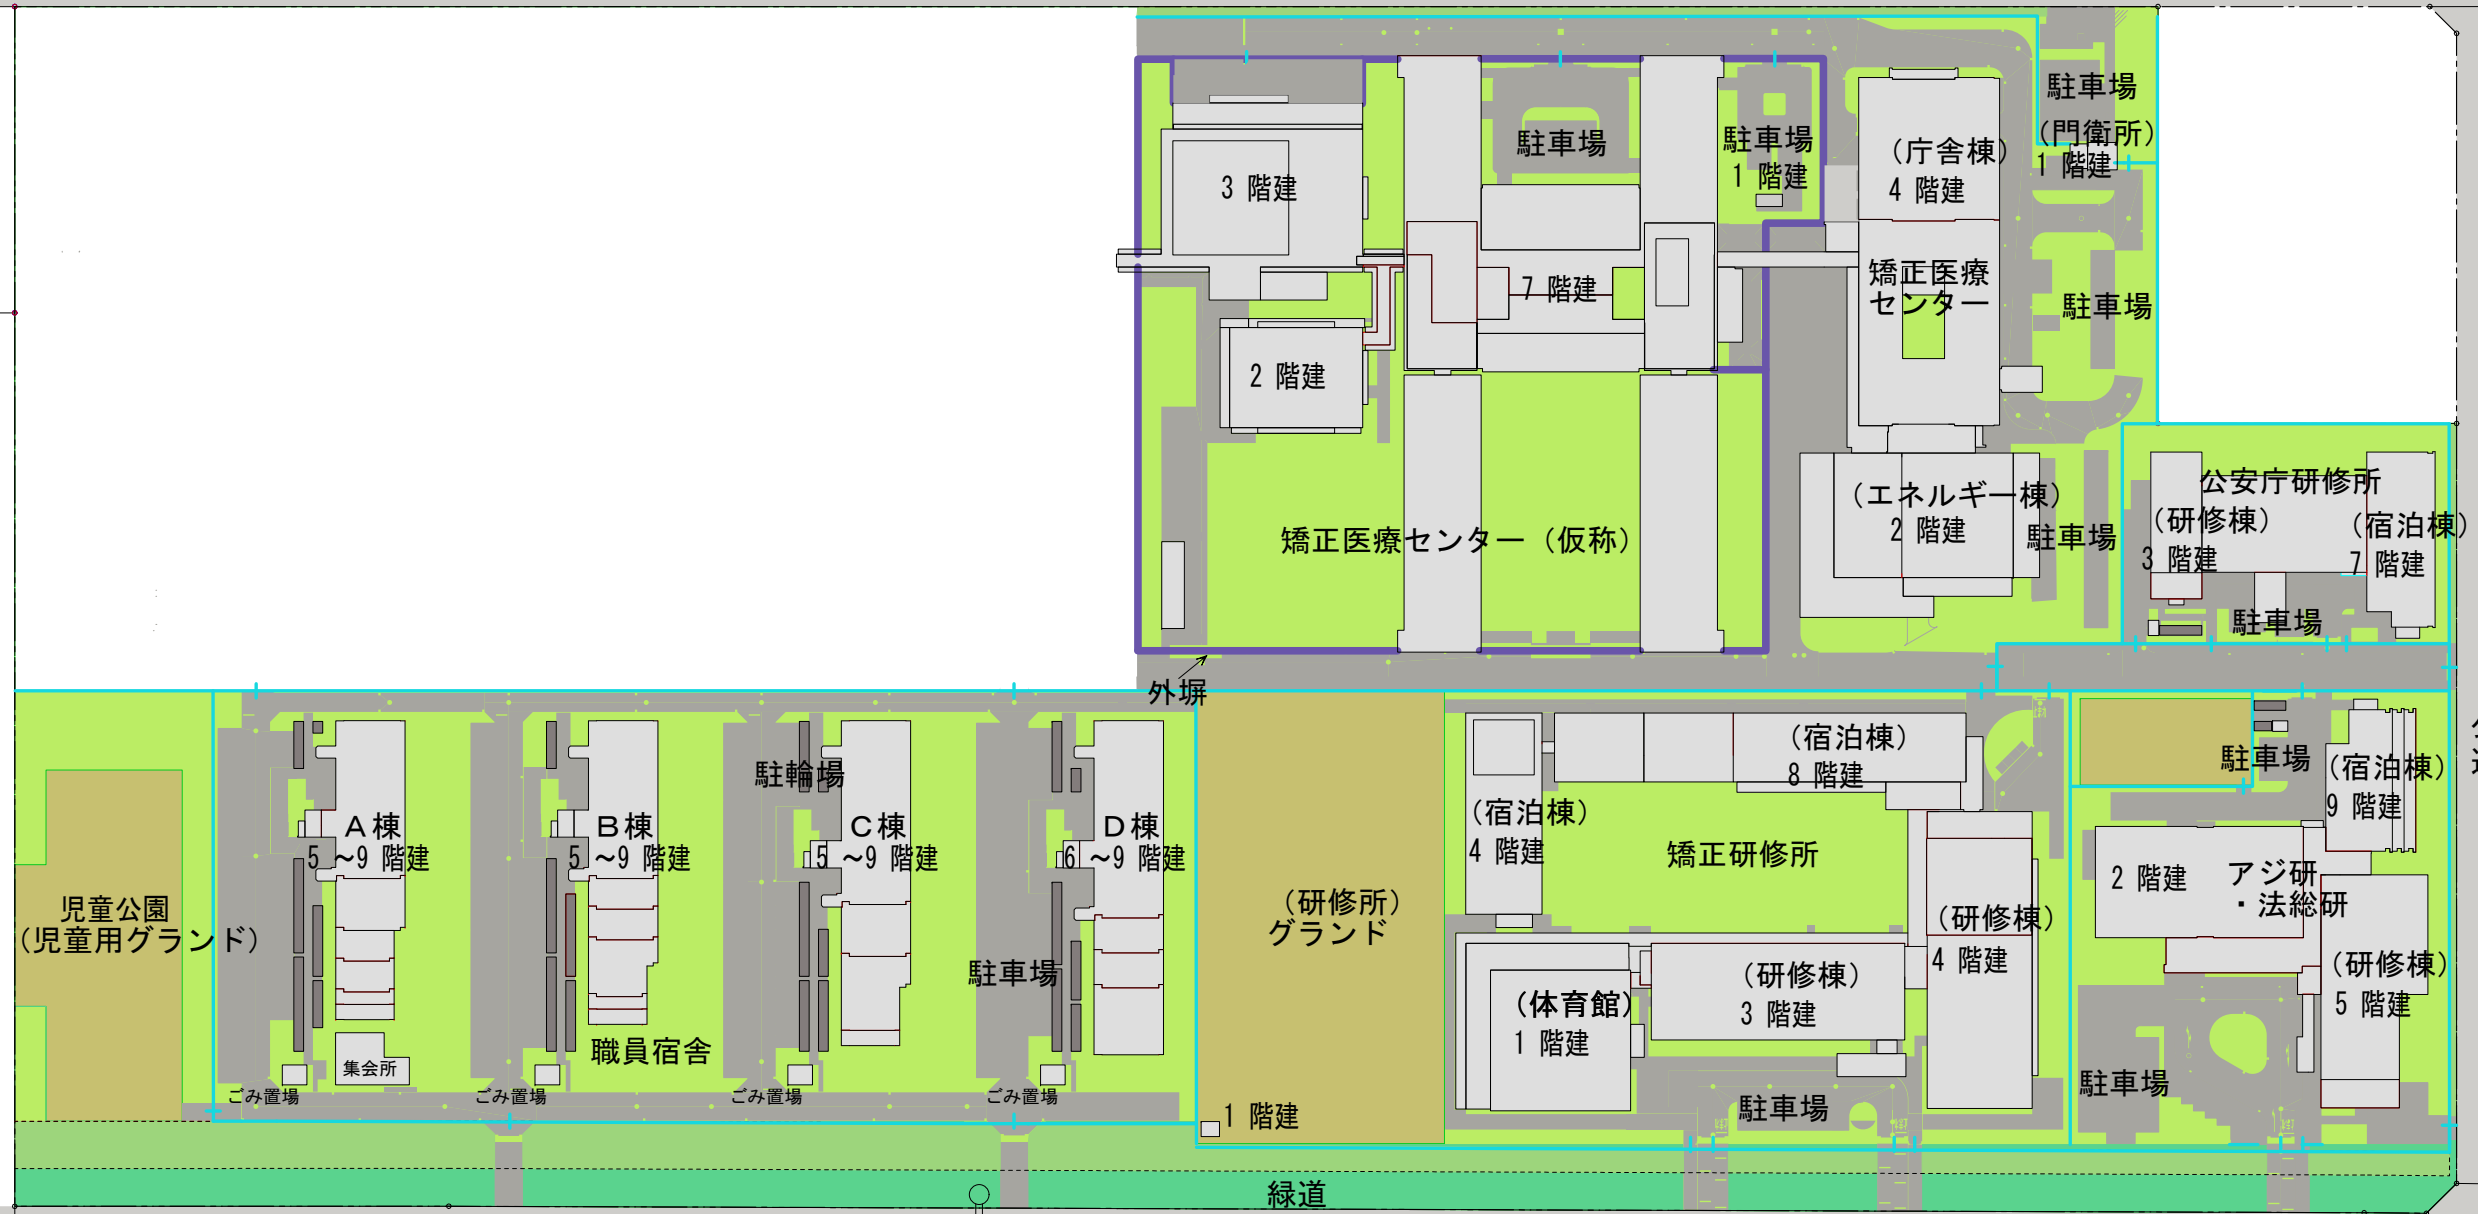 駐車場
(門衛所)
1 階建
駐車場
駐車場
1 階建
(庁舎棟)
4 階建
3 階建
7 階建
矯正医療
センター
駐車場
2 階建
(エネルギー棟)
2 階建
駐車場
公安庁研修所
(研修棟)
3 階建
(宿泊棟)
7 階建
駐車場
矯正医療センター(仮称)
外塀
駐輪場
A棟
5 ～9 階建
B棟
5 ～9 階建
C棟
5 ～9 階建
D棟
6 ～9 階建
児童公園
(児童用グランド)
駐車場
職員宿舎
集会所
ごみ置場
ごみ置場
ごみ置場
ごみ置場
(研修所)
グランド
1 階建
(宿泊棟)
8 階建
(宿泊棟)
4 階建
矯正研修所
(研修棟)
4 階建
(研修棟)
3 階建
(体育館)
1 階建
駐車場
駐車場
(宿泊棟)
9 階建
2 階建
アジ研
・法総研
(研修棟)
5 階建
駐車場
緑道